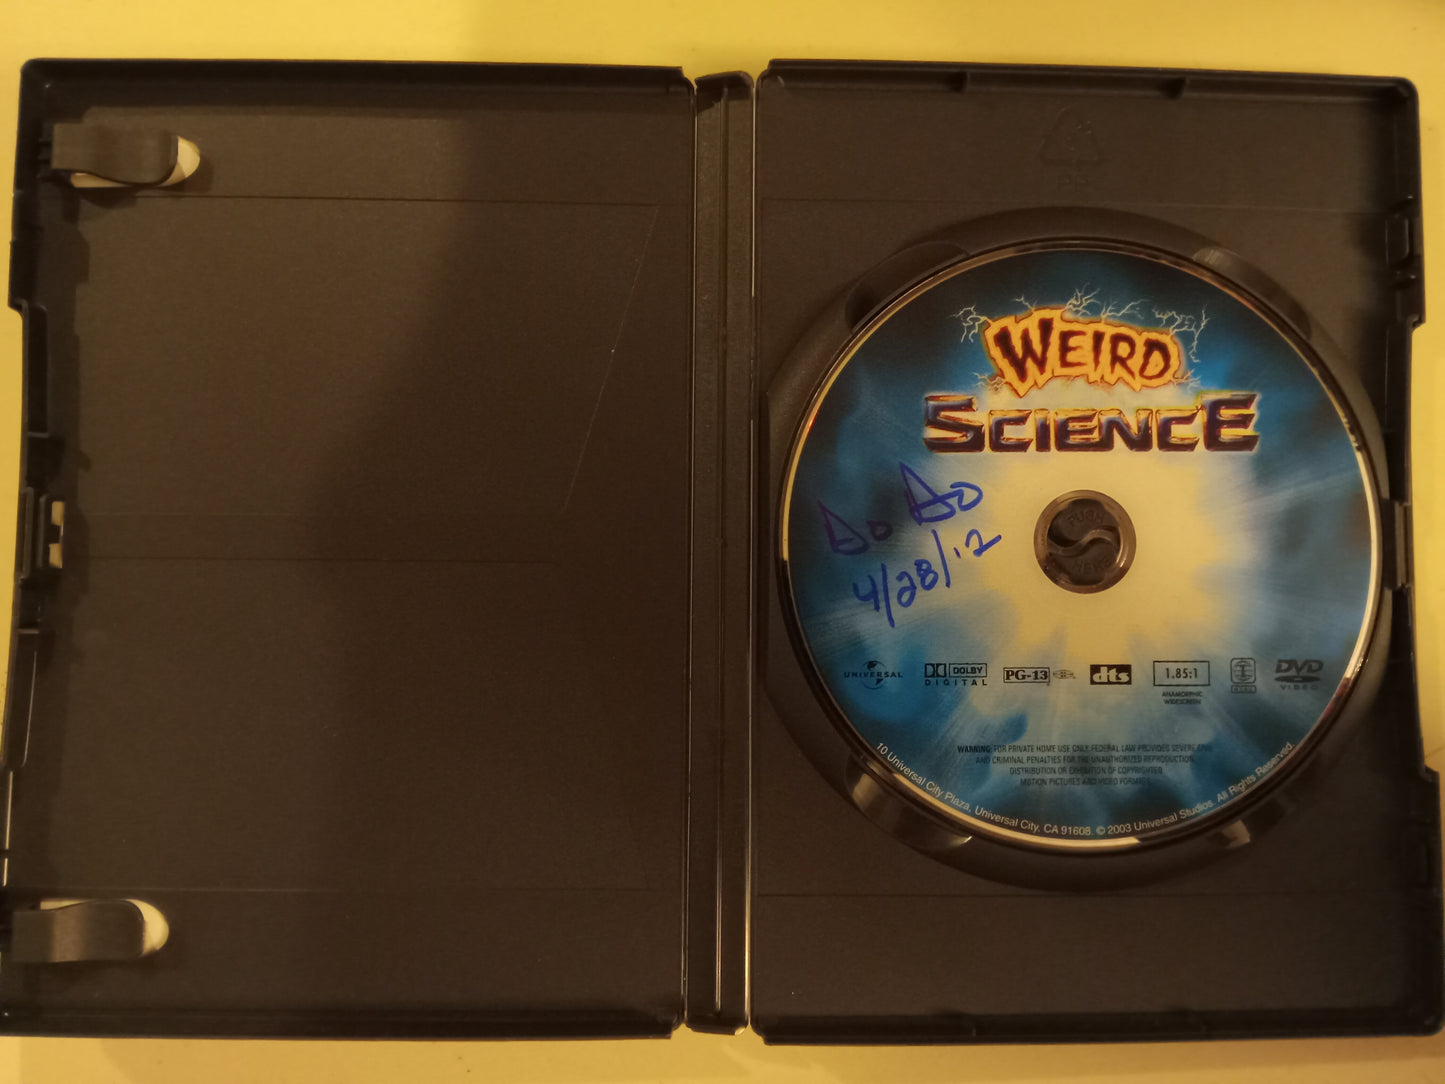 PP
WEIRD
SCIENCE
PUSH
HERE
4/28/12
UNIVERSAL
DOLBY
DIGITAL
PG-13
dts
1.85:1
ANAMORPHIC
WIDESCREEN
DVD
VIDEO
WARNING: FOR PRIVATE HOME USE ONLY. FEDERAL LAW PROVIDES SEVERE CIVIL
AND CRIMINAL PENALTIES FOR THE UNAUTHORIZED REPRODUCTION,
DISTRIBUTION OR EXHIBITION OF COPYRIGHTED
MOTION PICTURES AND VIDEO FORMATS.
10 Universal City Plaza, Universal City, CA 91608. © 2003 Universal Studios. All Rights Reserved.